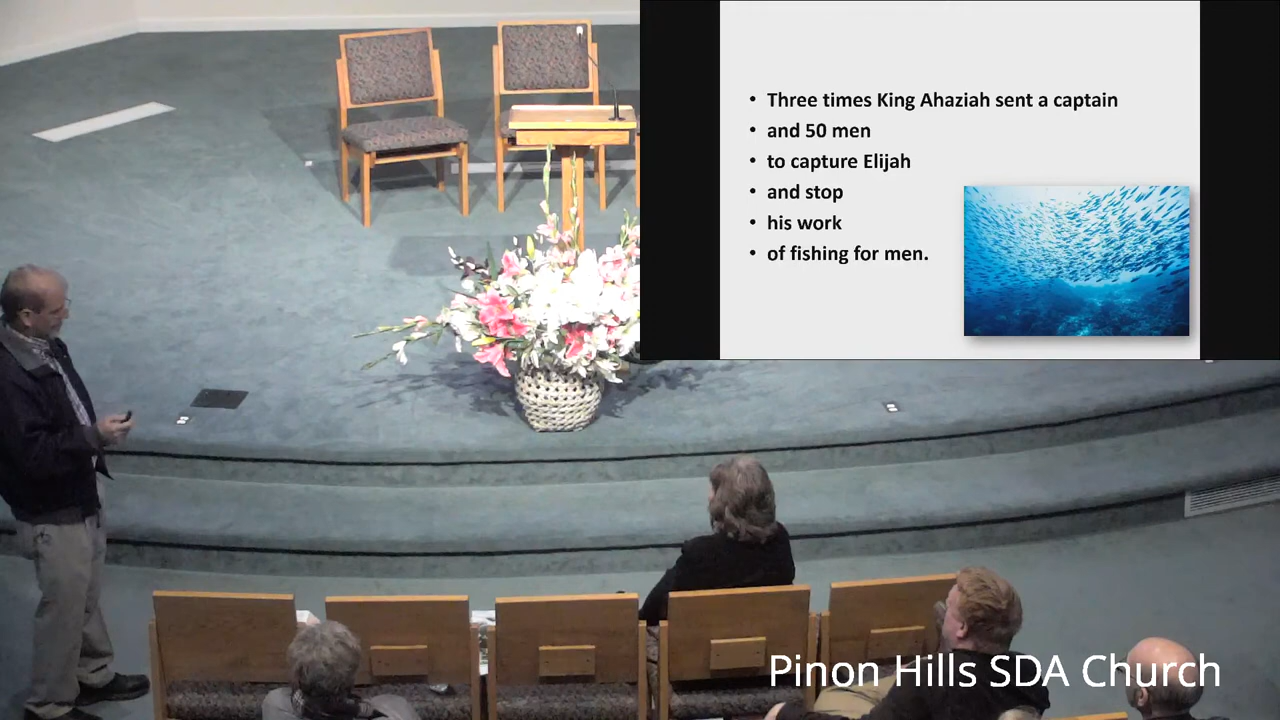 • Three times King Ahaziah sent a captain
• and 50 men
• to capture Elijah
• and stop
• his work
• of fishing for men.
Pinon Hills SDA Church